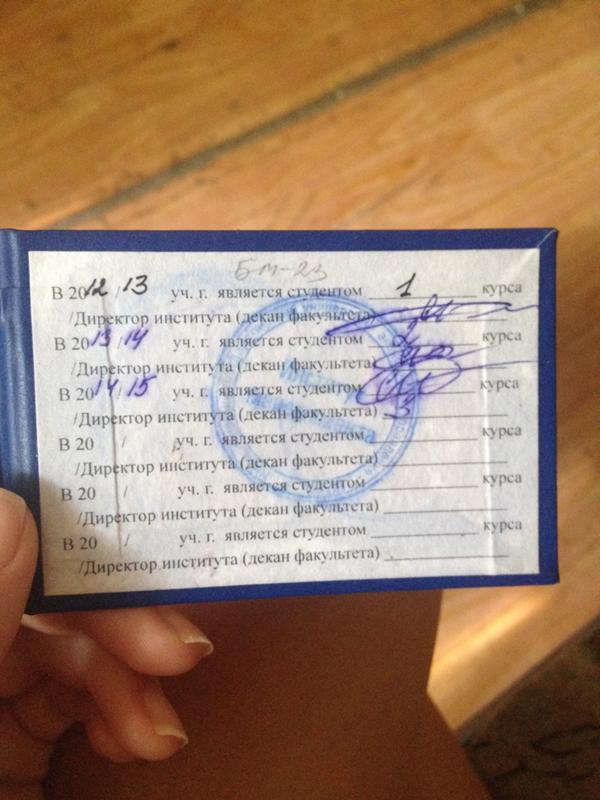 БМ-23
В 2012/13 уч. г. является студентом 1 курса
/Директор института (декан факультета)
В 2013/14 уч. г. является студентом 2 курса
/Директор института (декан факультета)
В 2014/15 уч. г. является студентом курса
/Директор института (декан факультета) 3
В 20 / уч. г. является студентом курса
/Директор института (декан факультета)
В 20 / уч. г. является студентом курса
/Директор института (декан факультета)
В 20 / уч. г. является студентом курса
/Директор института (декан факультета)